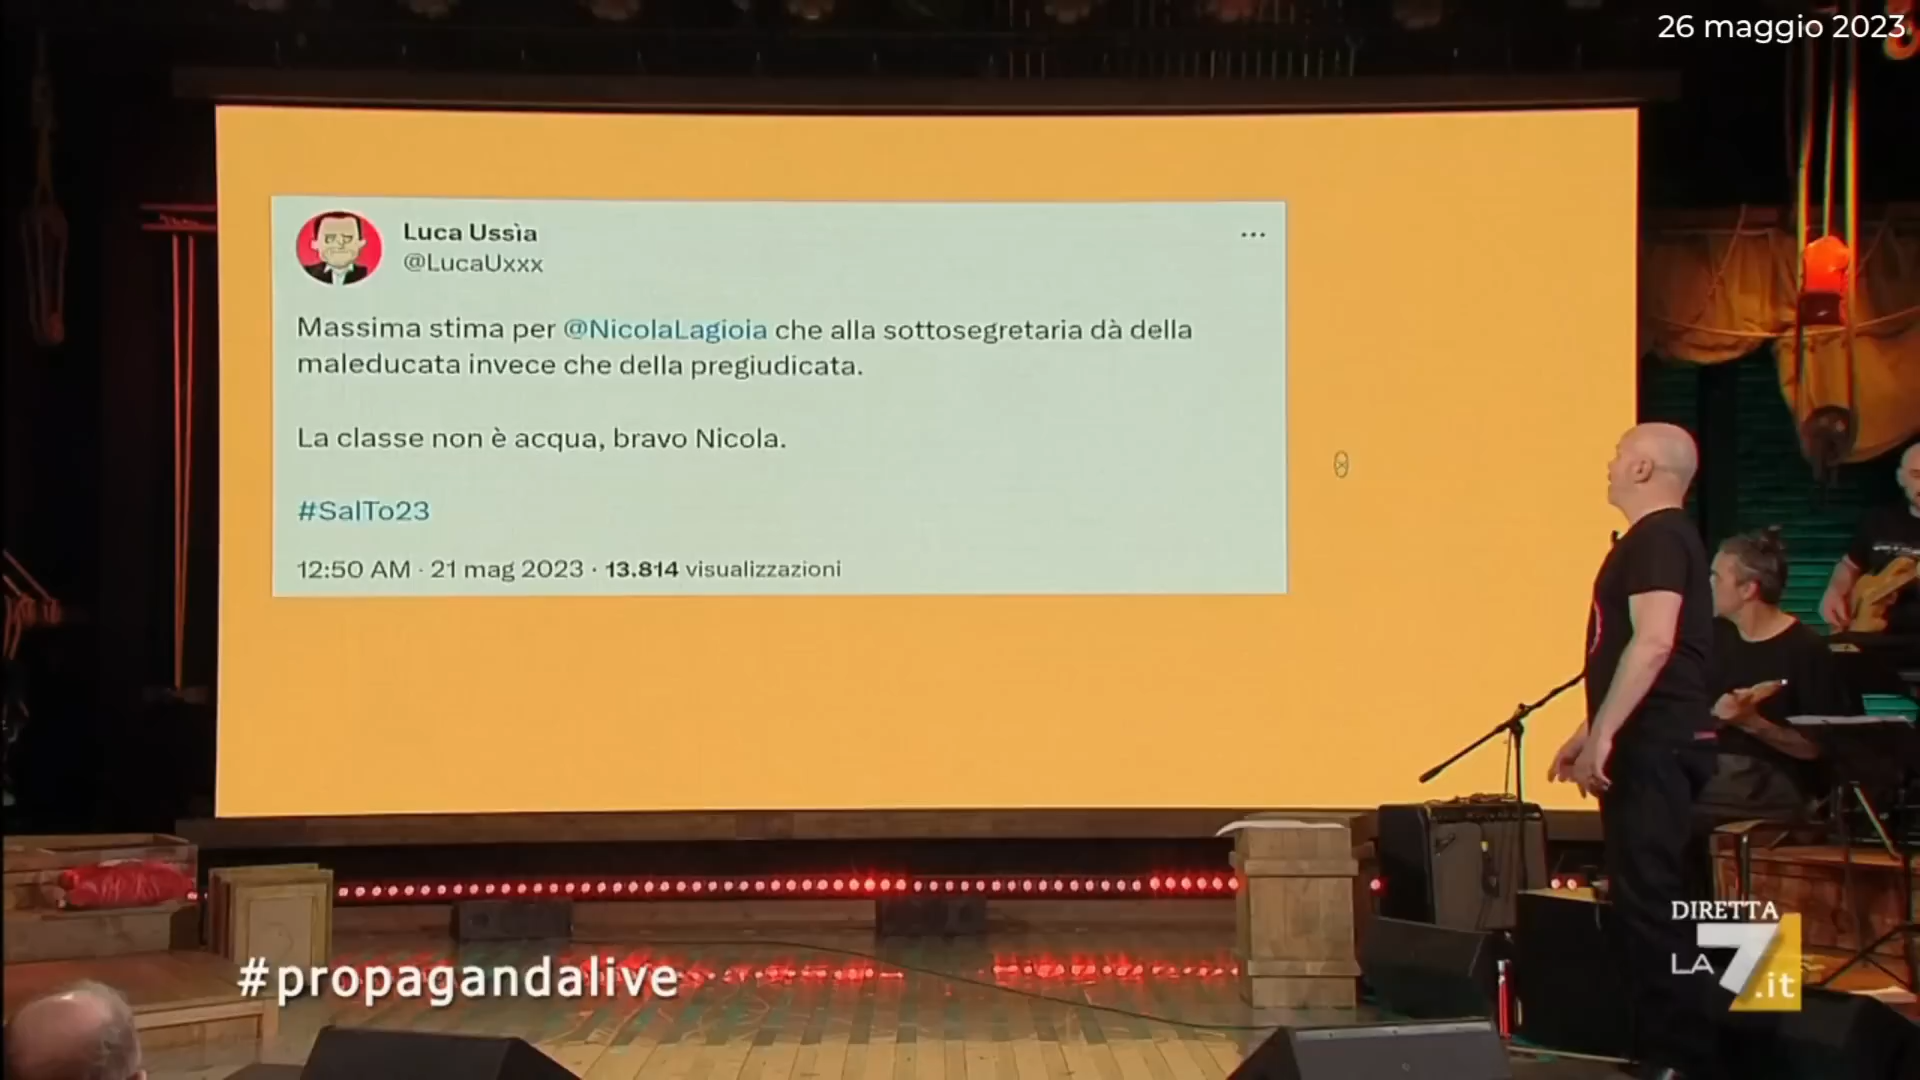 26 maggio 2023
Luca Ussìa
@LucaUxxx
Massima stima per @NicolaLagioia che alla sottosegretaria dà della
maleducata invece che della pregiudicata.
La classe non è acqua, bravo Nicola.
#SalTo23
12:50 AM · 21 mag 2023 · 13.814 visualizzazioni
#propagandalive
DIRETTA
LA7.it